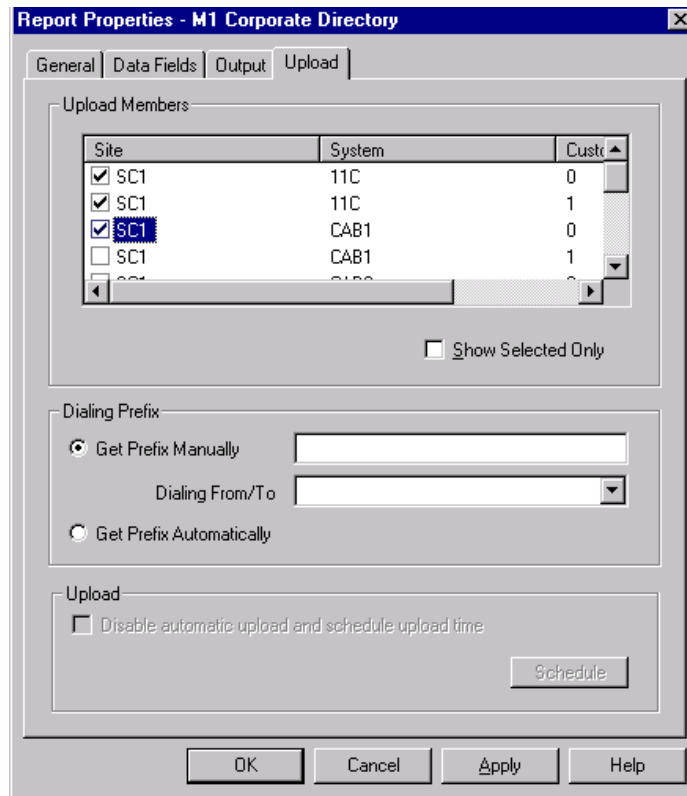 Report Properties - M1 Corporate Directory
General Data Fields Output Upload
Upload Members
Site System Custo
SC1 11C 0
SC1 11C 1
SC1 CAB1 0
SC1 CAB1 1
Show Selected Only
Dialing Prefix
Get Prefix Manually
Dialing From/To
Get Prefix Automatically
Upload
Disable automatic upload and schedule upload time
Schedule
OK Cancel Apply Help